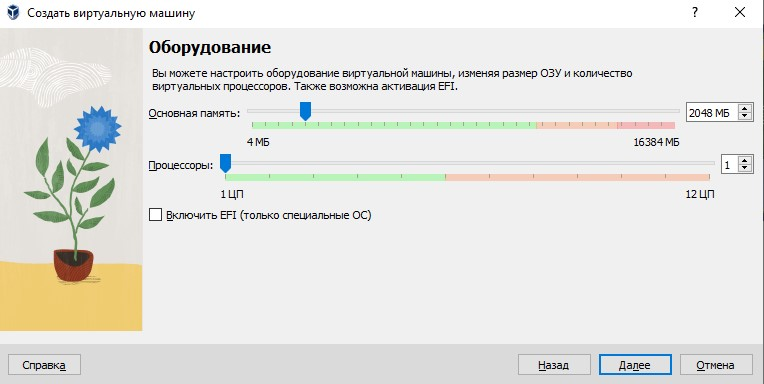 Создать виртуальную машину
?
Оборудование
Вы можете настроить оборудование виртуальной машины, изменяя размер ОЗУ и количество
виртуальных процессоров. Также возможна активация EFI.
Основная память: 2048 МБ
4 МБ 16384 МБ
Процессоры: 1
1 ЦП 12 ЦП
Включить EFI (только специальные ОС)
Справка Назад Далее Отмена